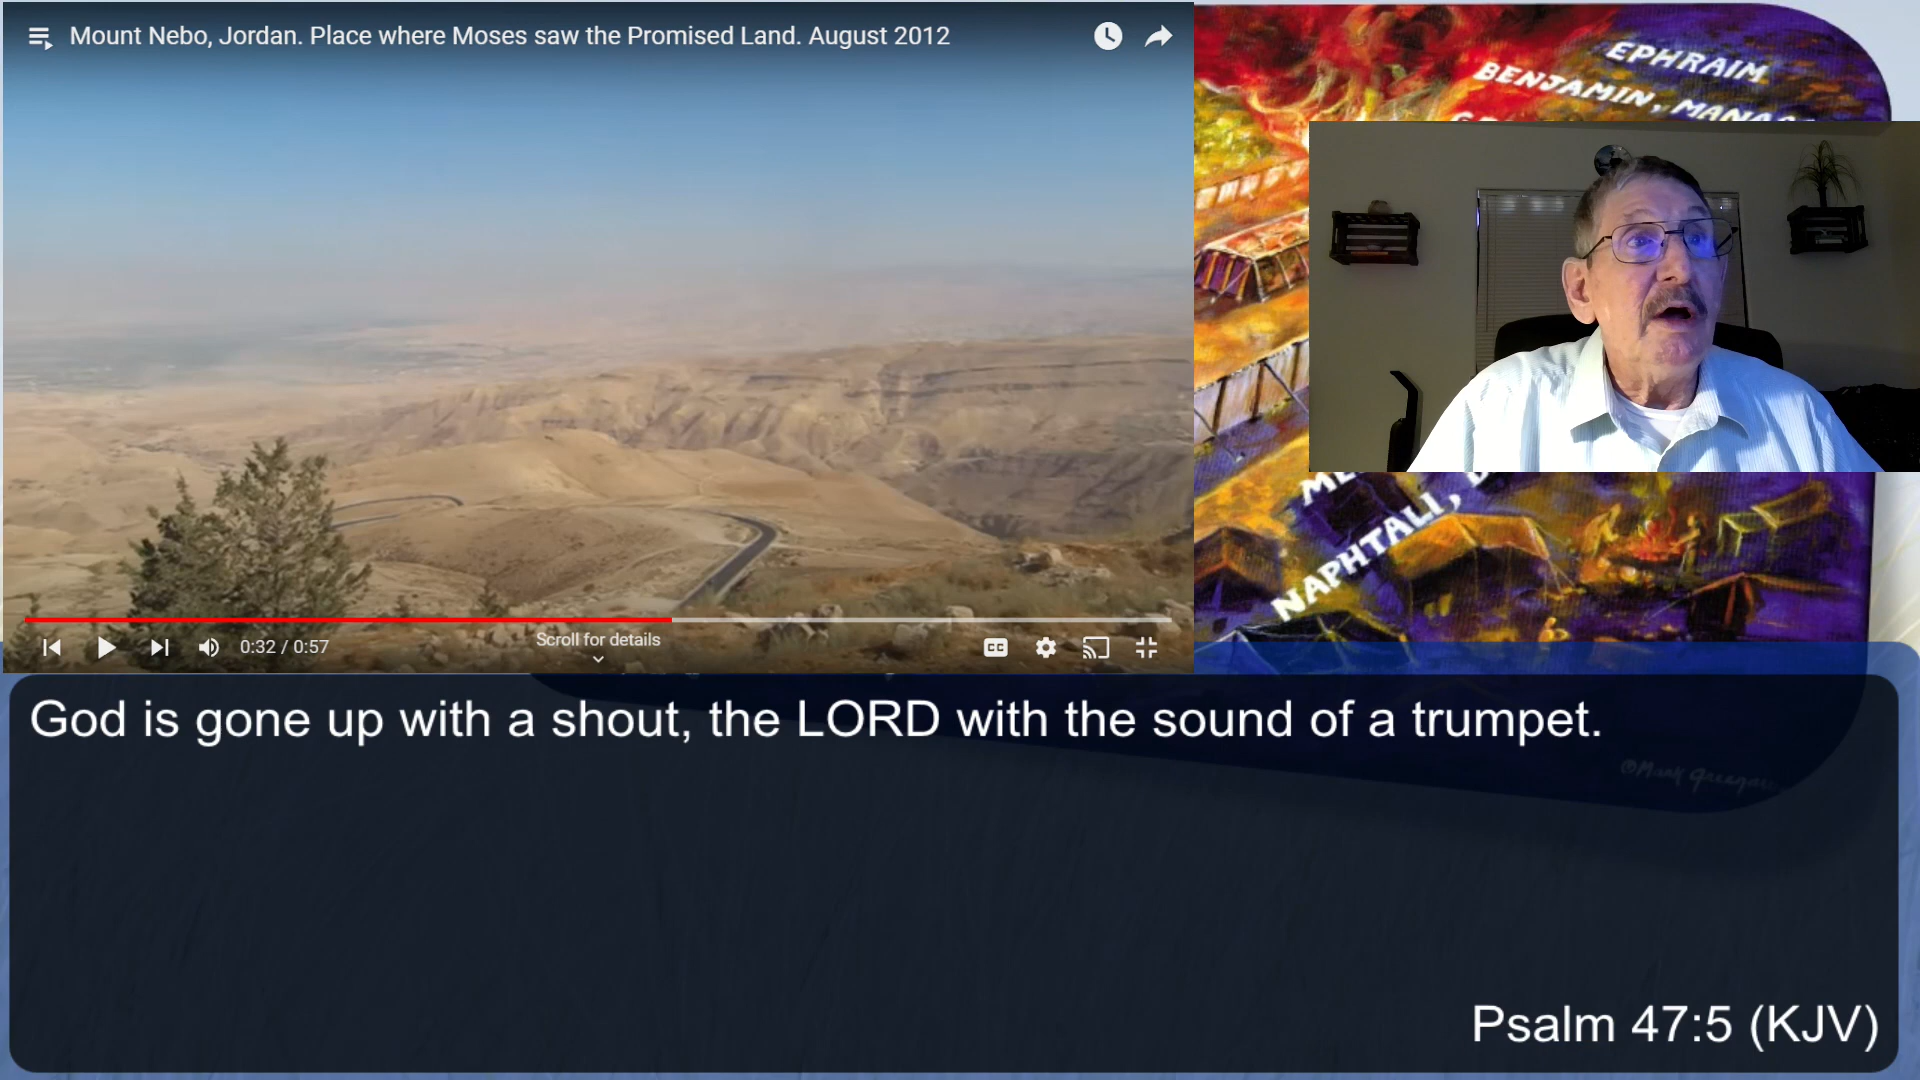 Mount Nebo, Jordan. Place where Moses saw the Promised Land. August 2012
EPHRAIM
BENJAMIN, MANAS
NAPHTALI,
0:32 / 0:57
Scroll for details
CC
God is gone up with a shout, the LORD with the sound of a trumpet.
Psalm 47:5 (KJV)